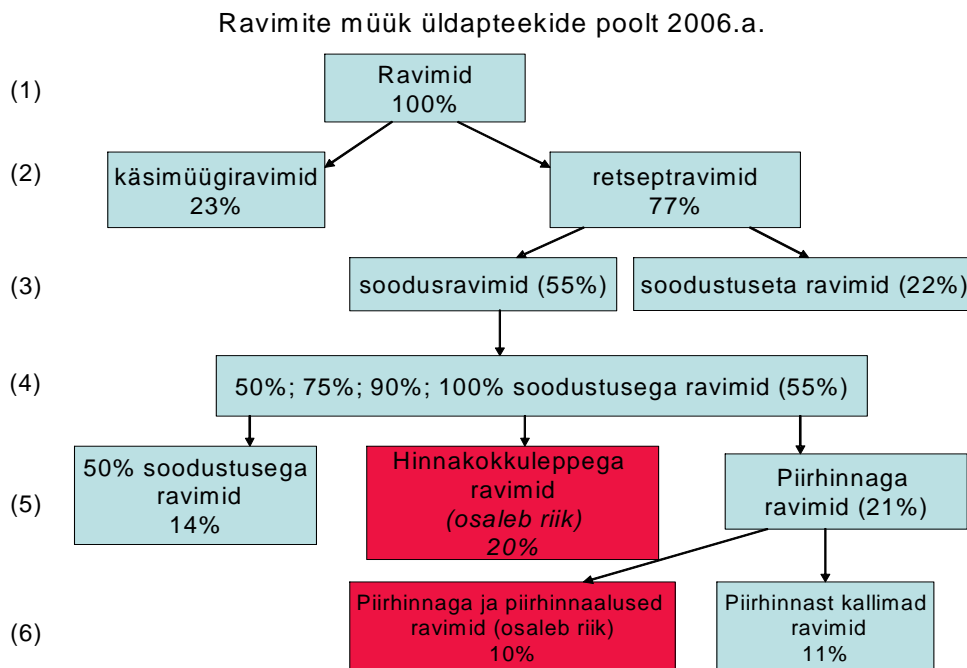 Ravimite müük üldapteekide poolt 2006.a.
(1)
Ravimid
100%
(2)
käsimüügiravimid
23%
retseptravimid
77%
(3)
soodusravimid (55%)
soodustuseta ravimid (22%)
(4)
50%; 75%; 90%; 100% soodustusega ravimid (55%)
(5)
50% soodustusega
ravimid
14%
Hinnakokkuleppega
ravimid
(osaleb riik)
20%
Piirhinnaga
ravimid (21%)
(6)
Piirhinnaga ja piirhinnaalused
ravimid (osaleb riik)
10%
Piirhinnast kallimad
ravimid
11%